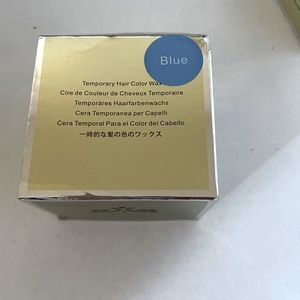 Blue
Temporary Hair Color Wax
Cire de Couleur de Cheveux Temporaire
Temporäres Haarfarbenwachs
Cera Temporanea per Capelli
Cera Temporal Para el Color del Cabello
一時的な髪の色のワックス